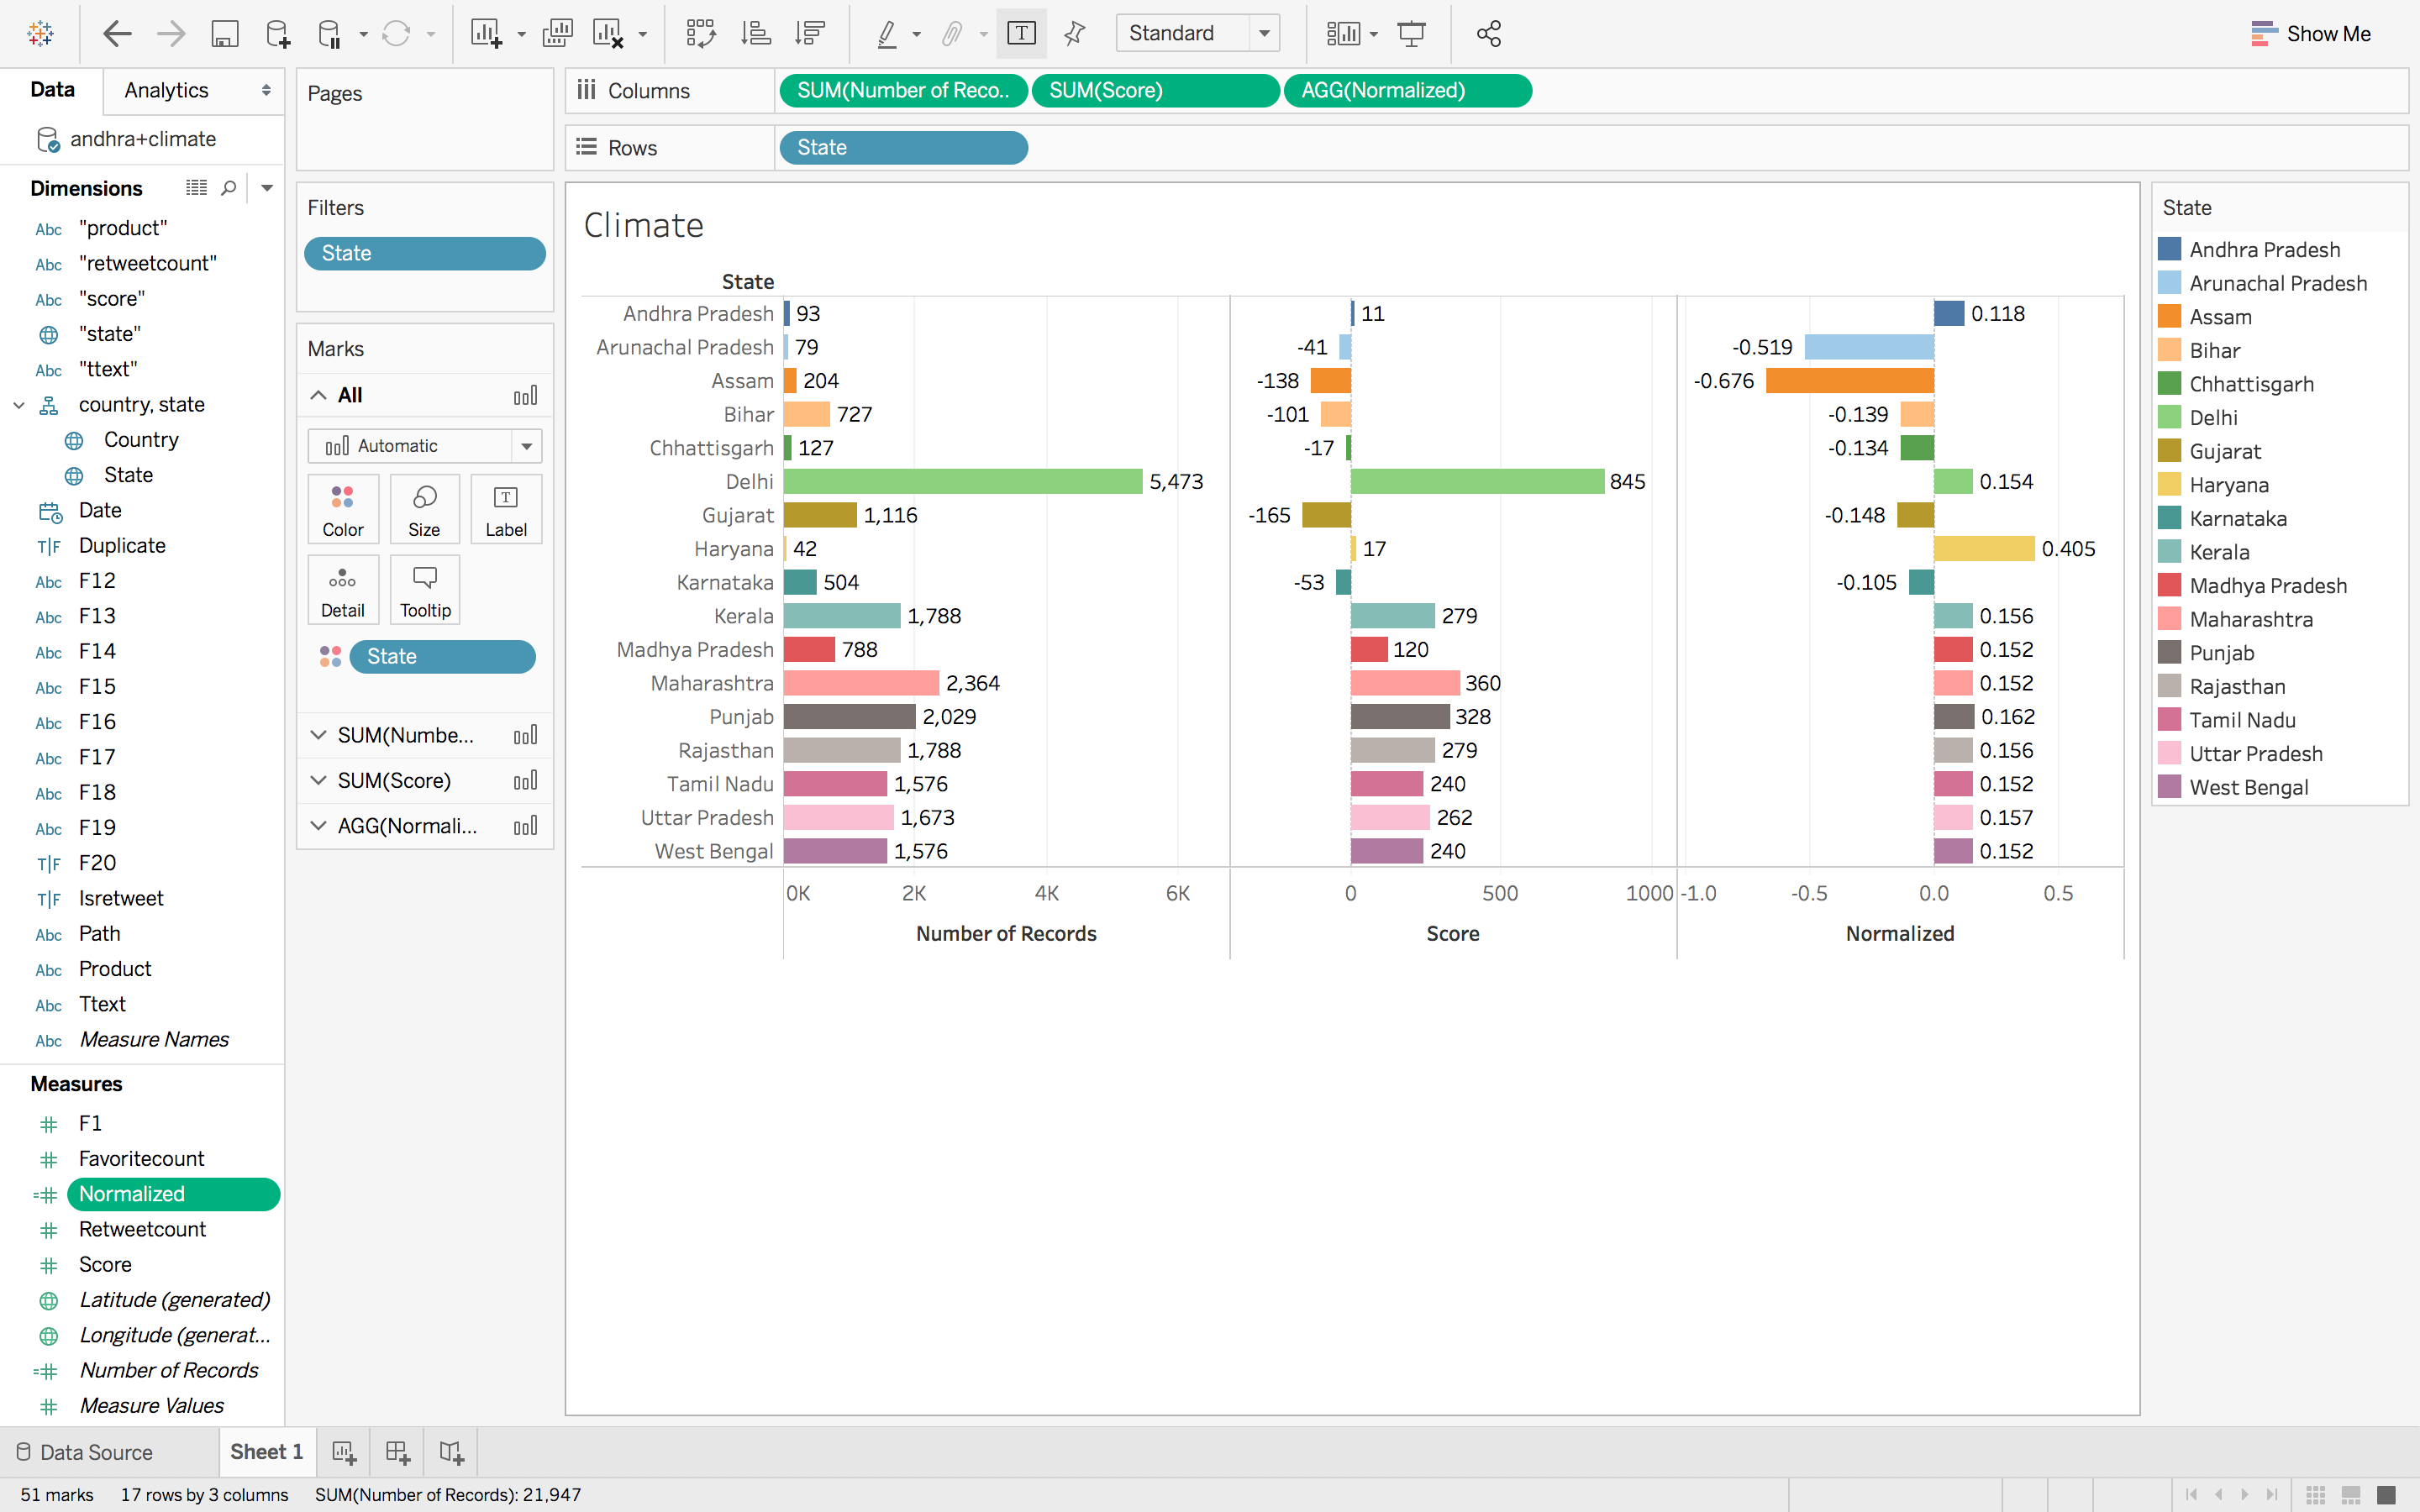 Standard
Show Me
Data
Analytics
andhra+climate
Dimensions
Abc "product"
Abc "retweetcount"
Abc "score"
"state"
Abc "ttext"
country, state
Country
State
Date
T|F Duplicate
Abc F12
Abc F13
Abc F14
Abc F15
Abc F16
Abc F17
Abc F18
Abc F19
T|F F20
T|F Isretweet
Abc Path
Abc Product
Abc Ttext
Abc Measure Names
Measures
F1
Favoritecount
Normalized
Retweetcount
Score
Latitude (generated)
Longitude (generat...
Number of Records
Measure Values
Pages
Filters
State
Marks
All
Automatic
Color
Size
Label
Detail
Tooltip
State
SUM(Numbe...
SUM(Score)
AGG(Normali...
Columns
SUM(Number of Reco..
SUM(Score)
AGG(Normalized)
Rows
State
Climate
State
Andhra Pradesh 93 11 0.118
Arunachal Pradesh 79 -41 -0.519
Assam 204 -138 -0.676
Bihar 727 -101 -0.139
Chhattisgarh 127 -17 -0.134
Delhi 5,473 845 0.154
Gujarat 1,116 -165 -0.148
Haryana 42 17 0.405
Karnataka 504 -53 -0.105
Kerala 1,788 279 0.156
Madhya Pradesh 788 120 0.152
Maharashtra 2,364 360 0.152
Punjab 2,029 328 0.162
Rajasthan 1,788 279 0.156
Tamil Nadu 1,576 240 0.152
Uttar Pradesh 1,673 262 0.157
West Bengal 1,576 240 0.152
0K 2K 4K 6K 0 500 1000 -1.0 -0.5 0.0 0.5
Number of Records Score Normalized
State
Andhra Pradesh
Arunachal Pradesh
Assam
Bihar
Chhattisgarh
Delhi
Gujarat
Haryana
Karnataka
Kerala
Madhya Pradesh
Maharashtra
Punjab
Rajasthan
Tamil Nadu
Uttar Pradesh
West Bengal
Data Source
Sheet 1
51 marks 17 rows by 3 columns SUM(Number of Records): 21,947